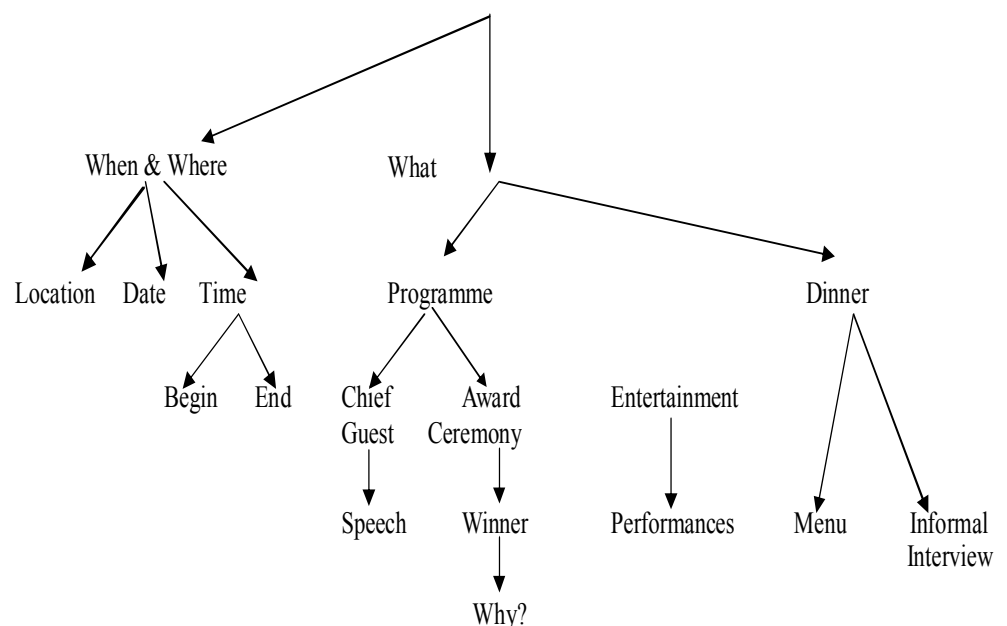 When & Where
What
Location
Date
Time
Programme
Dinner
Begin
End
Chief
Guest
Award
Ceremony
Entertainment
Speech
Winner
Performances
Menu
Informal
Interview
Why?